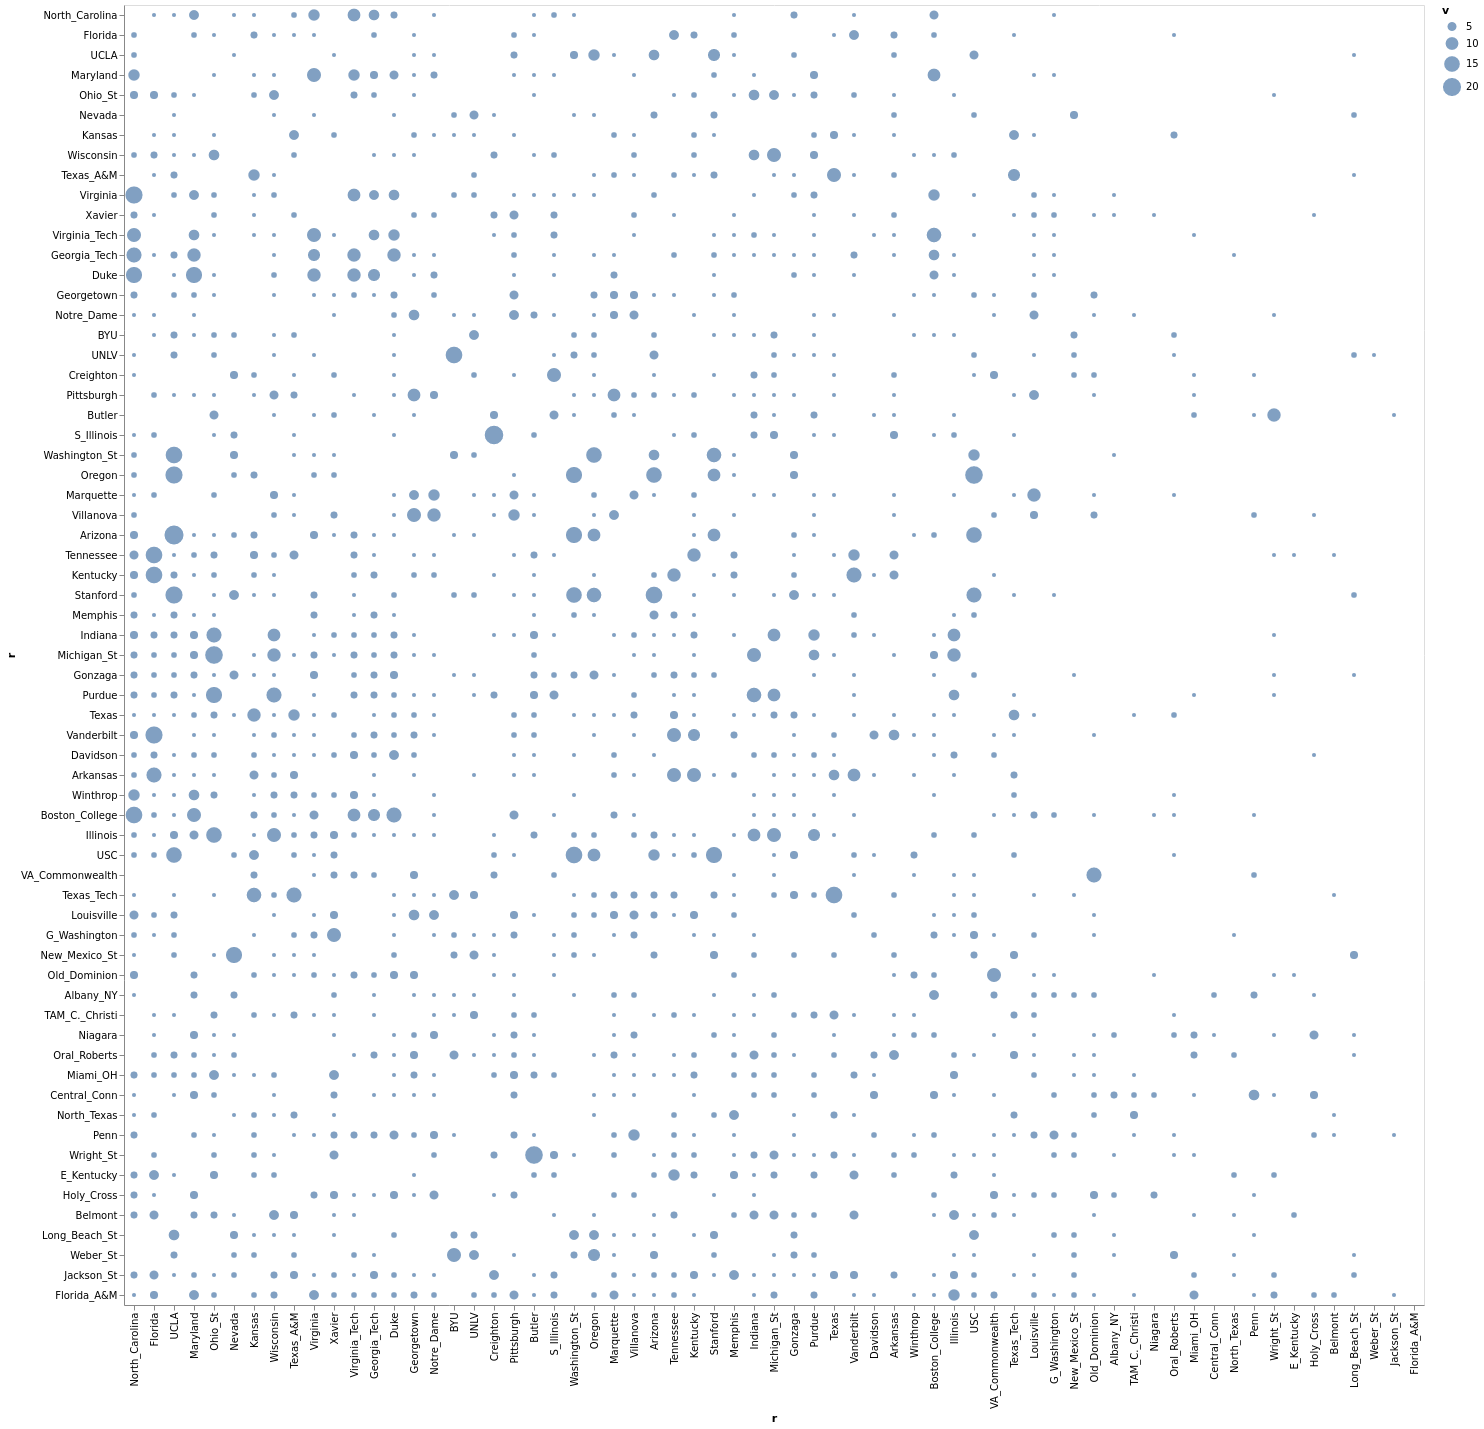 v
5
10
15
20
North_Carolina
Florida
UCLA
Maryland
Ohio_St
Nevada
Kansas
Wisconsin
Texas_A&M
Virginia
Xavier
Virginia_Tech
Georgia_Tech
Duke
Georgetown
Notre_Dame
BYU
UNLV
Creighton
Pittsburgh
Butler
S_Illinois
Washington_St
Oregon
Marquette
Villanova
Arizona
Tennessee
Kentucky
Stanford
Memphis
Indiana
Michigan_St
Gonzaga
Purdue
Texas
Vanderbilt
Davidson
Arkansas
Winthrop
Boston_College
Illinois
USC
VA_Commonwealth
Texas_Tech
Louisville
G_Washington
New_Mexico_St
Old_Dominion
Albany_NY
TAM_C._Christi
Niagara
Oral_Roberts
Miami_OH
Central_Conn
North_Texas
Penn
Wright_St
E_Kentucky
Holy_Cross
Belmont
Long_Beach_St
Weber_St
Jackson_St
Florida_A&M
r
North_Carolina
Florida
UCLA
Maryland
Ohio_St
Nevada
Kansas
Wisconsin
Texas_A&M
Virginia
Xavier
Virginia_Tech
Georgia_Tech
Duke
Georgetown
Notre_Dame
BYU
UNLV
Creighton
Pittsburgh
Butler
S_Illinois
Washington_St
Oregon
Marquette
Villanova
Arizona
Tennessee
Kentucky
Stanford
Memphis
Indiana
Michigan_St
Gonzaga
Purdue
Texas
Vanderbilt
Davidson
Arkansas
Winthrop
Boston_College
Illinois
USC
VA_Commonwealth
Texas_Tech
Louisville
G_Washington
New_Mexico_St
Old_Dominion
Albany_NY
TAM_C._Christi
Niagara
Oral_Roberts
Miami_OH
Central_Conn
North_Texas
Penn
Wright_St
E_Kentucky
Holy_Cross
Belmont
Long_Beach_St
Weber_St
Jackson_St
Florida_A&M
r